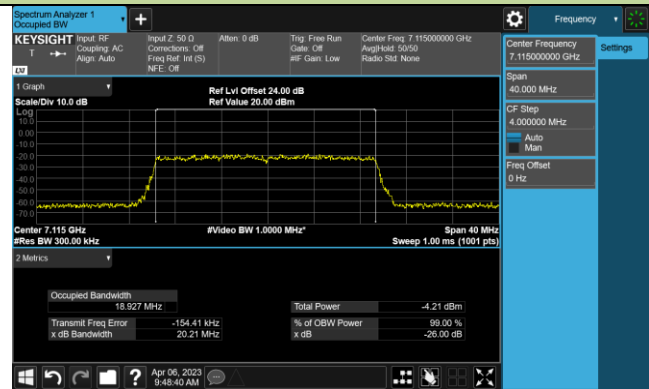 Spectrum Analyzer 1
Occupied BW
Frequency
KEYSIGHT
Input: RF
Coupling: AC
Align: Auto
Input Z: 50 Ω
Corrections: Off
Freq Ref: Int (S)
NFE: Off
Atten: 0 dB
Trig: Free Run
Gate: Off
#IF Gain: Low
Center Freq: 7.115000000 GHz
Avg|Hold: 50/50
Radio Std: None
LXI
T
Center Frequency
7.115000000 GHz
Settings
Span
40.000 MHz
CF Step
4.000000 MHz
Auto
Man
Freq Offset
0 Hz
1 Graph
Scale/Div 10.0 dB
Ref Lvl Offset 24.00 dB
Ref Value 20.00 dBm
Log
10.0
0.00
-10.0
-20.0
-30.0
-40.0
-50.0
-60.0
-70.0
Center 7.115 GHz
#Res BW 300.00 kHz
#Video BW 1.0000 MHz*
Span 40 MHz
Sweep 1.00 ms (1001 pts)
2 Metrics
Occupied Bandwidth
18.927 MHz
Total Power -4.21 dBm
Transmit Freq Error -154.41 kHz
% of OBW Power 99.00 %
x dB Bandwidth 20.21 MHz
x dB -26.00 dB
?
Apr 06, 2023
9:48:40 AM